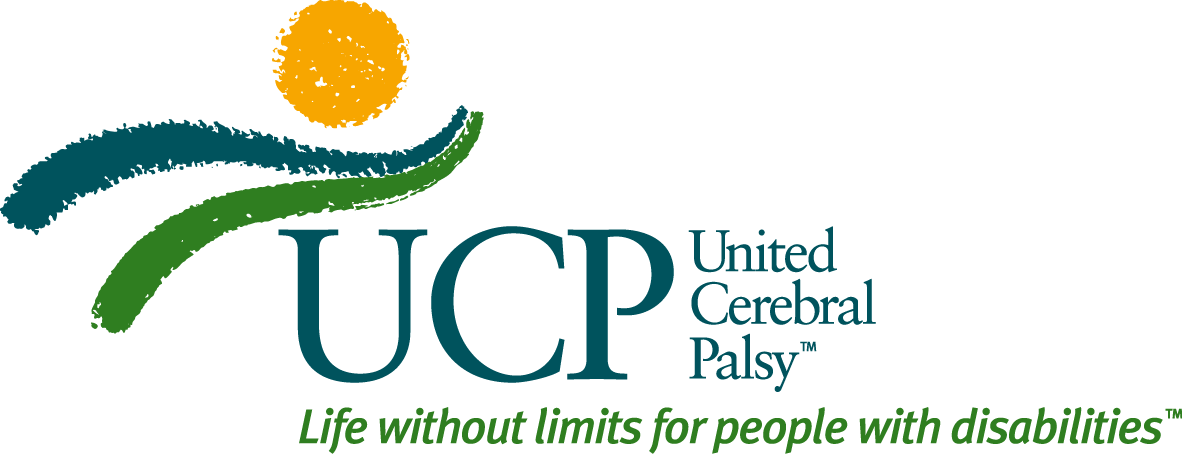 UCP
United
Cerebral
Palsy™
Life without limits for people with disabilities™